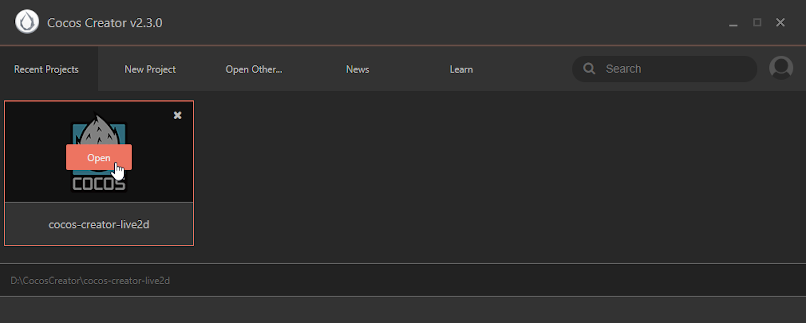 Cocos Creator v2.3.0
Recent Projects New Project Open Other... News Learn Search
Open
COCOS
cocos-creator-live2d
D:\CocosCreator\cocos-creator-live2d